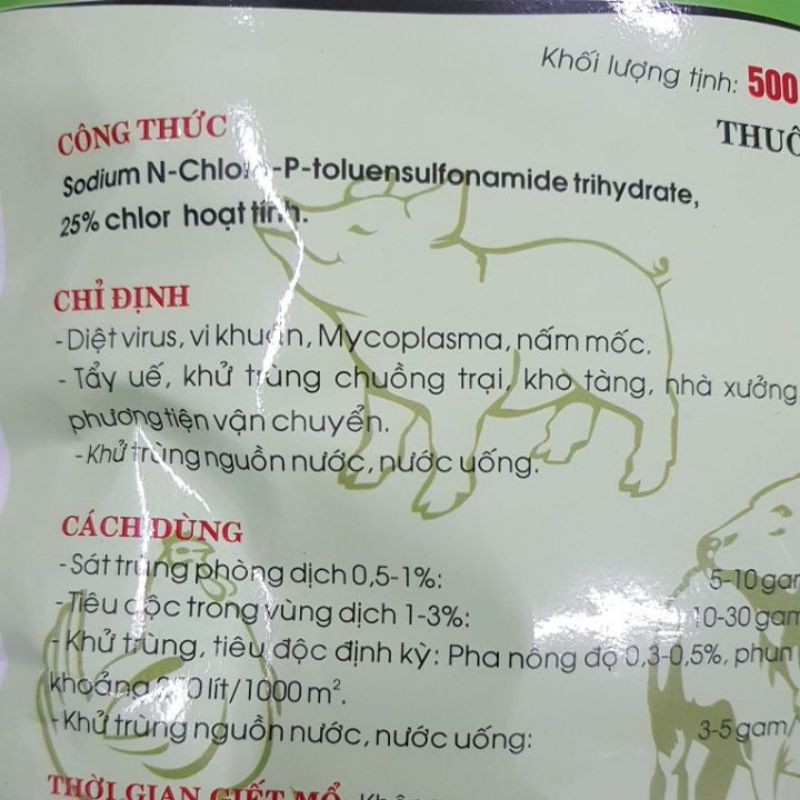 Khối lượng tịnh: 500
THUỐ
CÔNG THỨC
Sodium N-Chloro-P-toluensulfonamide trihydrate,
25% chlor hoạt tính.
CHỈ ĐỊNH
- Diệt virus, vi khuẩn, Mycoplasma, nấm mốc.
- Tẩy uế, khử trùng chuồng trại, kho tàng, nhà xưởng
phương tiện vận chuyển.
- Khử trùng nguồn nước, nước uống.
CÁCH DÙNG
- Sát trùng phòng dịch 0,5-1%: 5-10 gam
- Tiêu độc trong vùng dịch 1-3%: 10-30 gam
- Khử trùng, tiêu độc định kỳ: Pha nồng độ 0,3-0,5%, phun
khoảng lít/1000 m².
- Khử trùng nguồn nước, nước uống: 3-5 gam/
THỜI GIAN GIẾT MỔ: Không